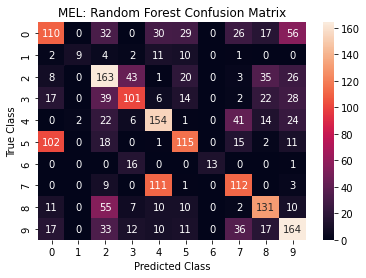 MEL: Random Forest Confusion Matrix
True Class
0 110 0 32 0 30 29 0 26 17 56
1 2 9 4 2 11 10 0 1 0 0
2 8 0 163 43 1 20 0 3 35 26
3 17 0 39 101 6 14 0 2 22 28
4 0 2 22 6 154 1 0 41 14 24
5 102 0 18 0 1 115 0 15 2 11
6 0 0 0 16 0 0 13 0 0 1
7 0 0 9 0 111 1 0 112 0 3
8 11 0 55 7 10 10 0 2 131 10
9 17 0 33 12 10 11 0 36 17 164
0 1 2 3 4 5 6 7 8 9
Predicted Class
160
140
120
100
80
60
40
20
0